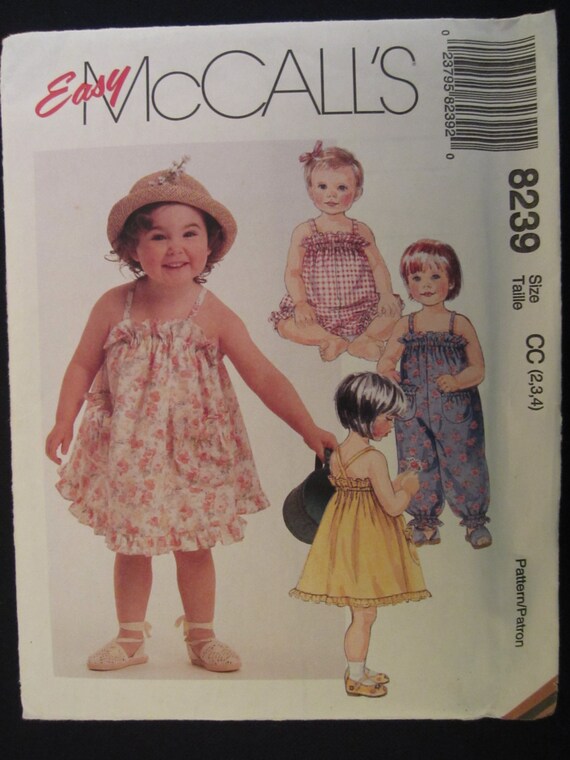 Easy McCALL'S
0 23795 82392 0
8239
Size
Taille
CC (2,3,4)
Pattern/Patron